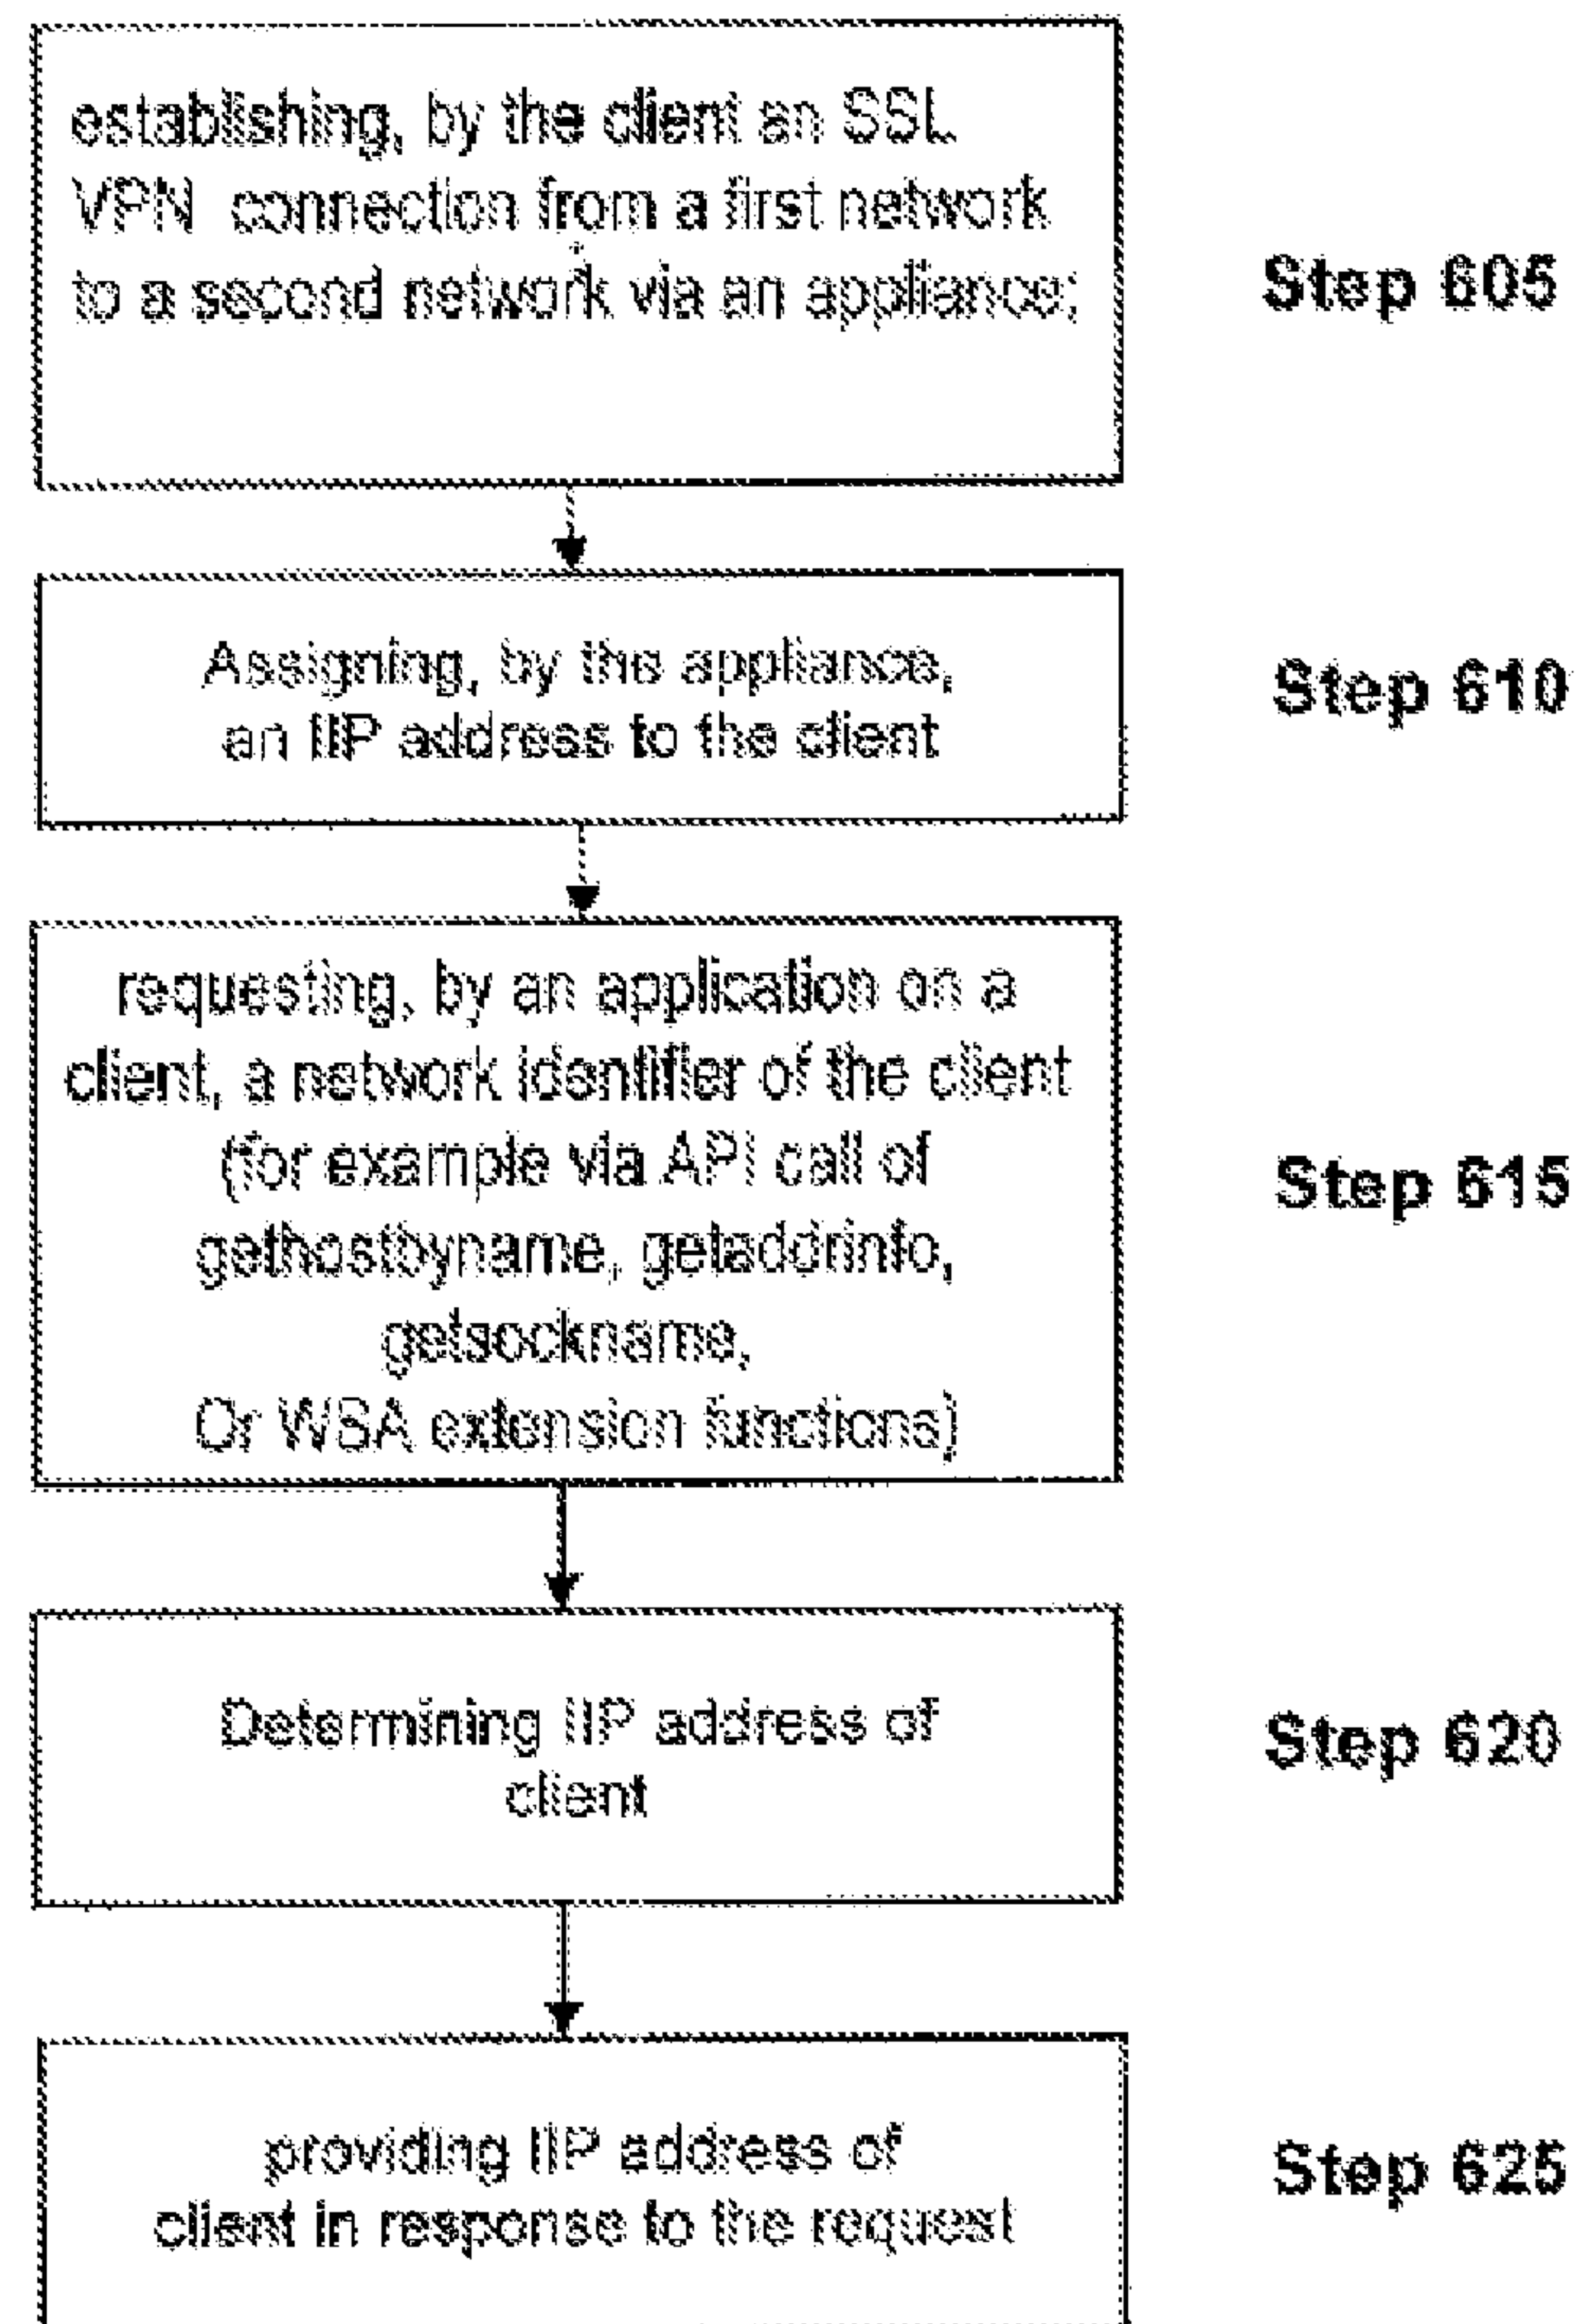 establishing, by the client an SSL
VPN connection from a first network
to a second network via an appliance;
Step 605
Assigning, by the appliance,
an IIP address to the client
Step 610
requesting, by an application on a
client, a network identifier of the client
(for example via API call of
gethostbyname, getaddrinfo,
getsockname,
Or WSA extension functions)
Step 615
Determining IIP address of
client
Step 620
providing IIP address of
client in response to the request
Step 625